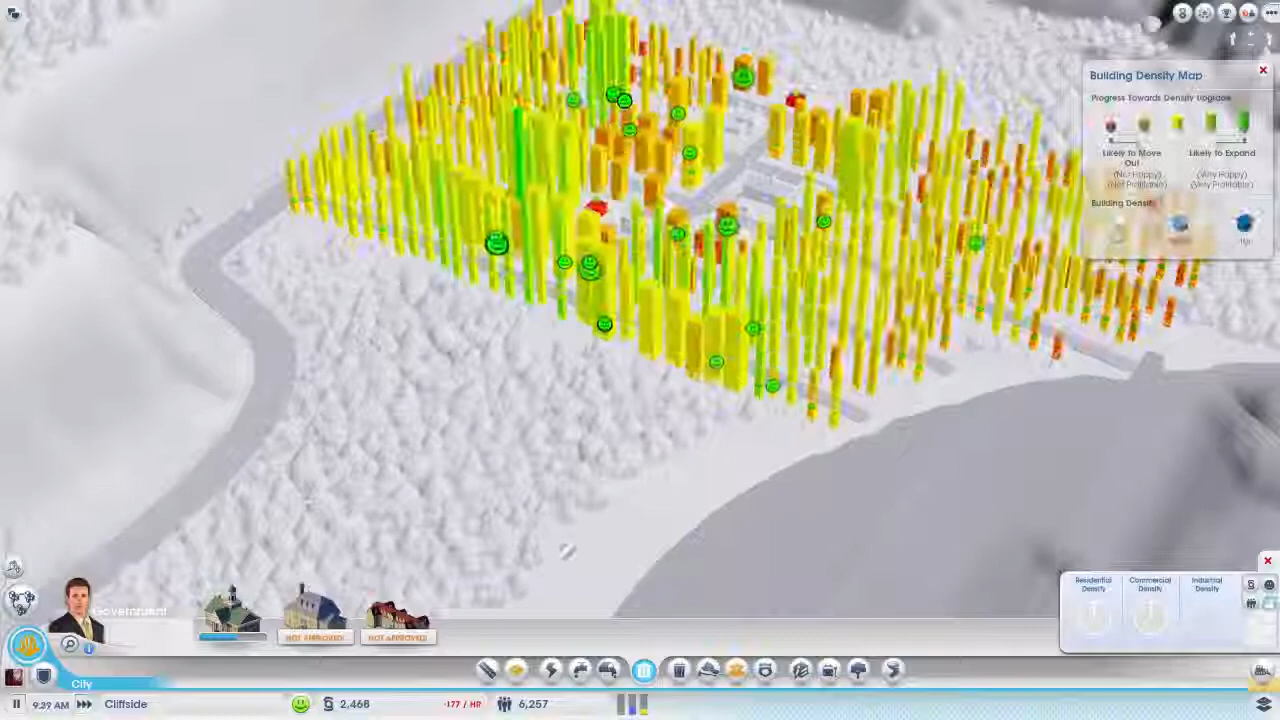 Building Density Map
Progress Towards Density Upgrade
Likely to Move Out
Likely to Expand
(Not Happy)
(Very Happy)
(Not Profitable)
(Very Profitable)
Building Density
High
Residential Density
Commercial Density
Industrial Density
Government
NOT APPROVED!
NOT APPROVED!
City
9:39 AM
Cliffside
2,468
-177 / HR
6,257